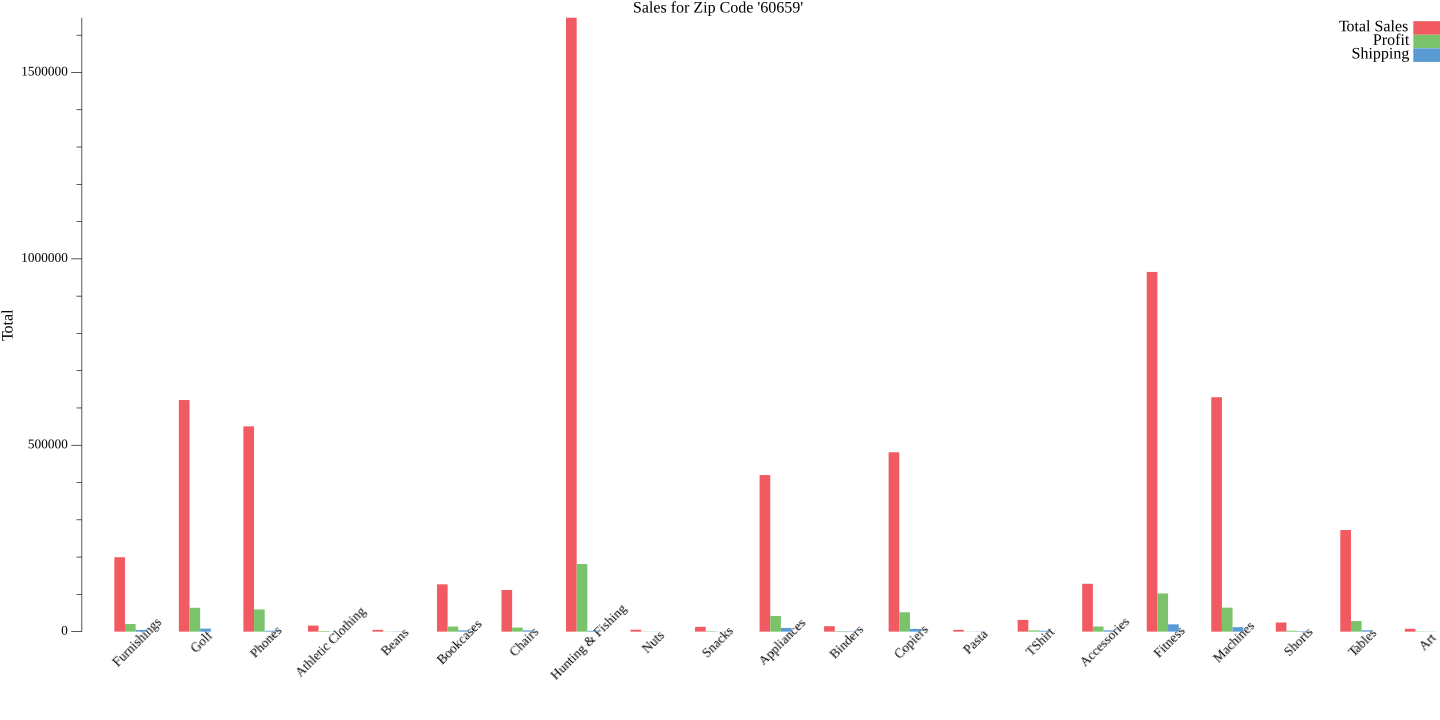 Sales for Zip Code '60659'
Total Sales
Profit
Shipping
1500000
1000000
500000
0
Total
Furnishings
Golf
Phones
Athletic Clothing
Beans
Bookcases
Chairs
Hunting & Fishing
Nuts
Snacks
Appliances
Binders
Copiers
Pasta
TShirt
Accessories
Fitness
Machines
Shorts
Tables
Art